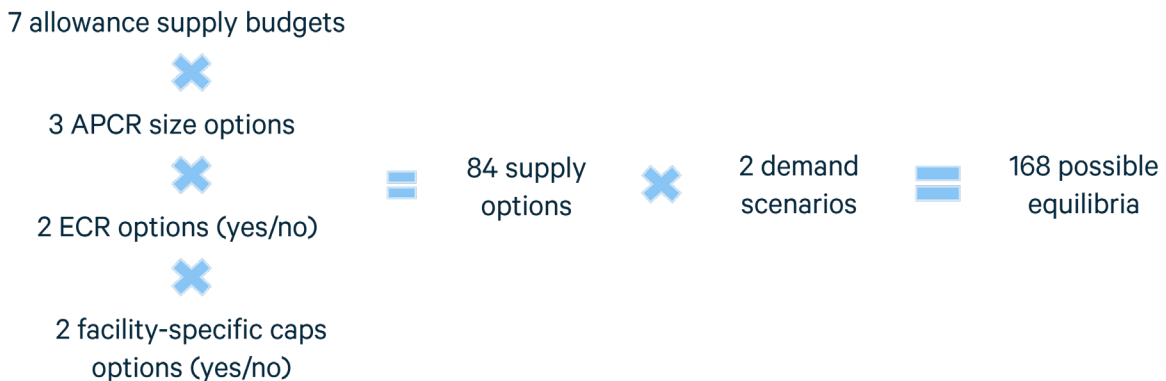 7 allowance supply budgets
3 APCR size options
2 ECR options (yes/no)
2 facility-specific caps
options (yes/no)
84 supply
options
2 demand
scenarios
168 possible
equilibria